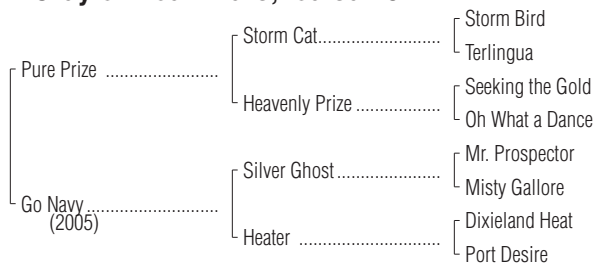 Storm Bird
Storm Cat
Terlingua
Pure Prize
Seeking the Gold
Heavenly Prize
Oh What a Dance
Mr. Prospector
Silver Ghost
Misty Gallore
Go Navy
(2005)
Dixieland Heat
Heater
Port Desire